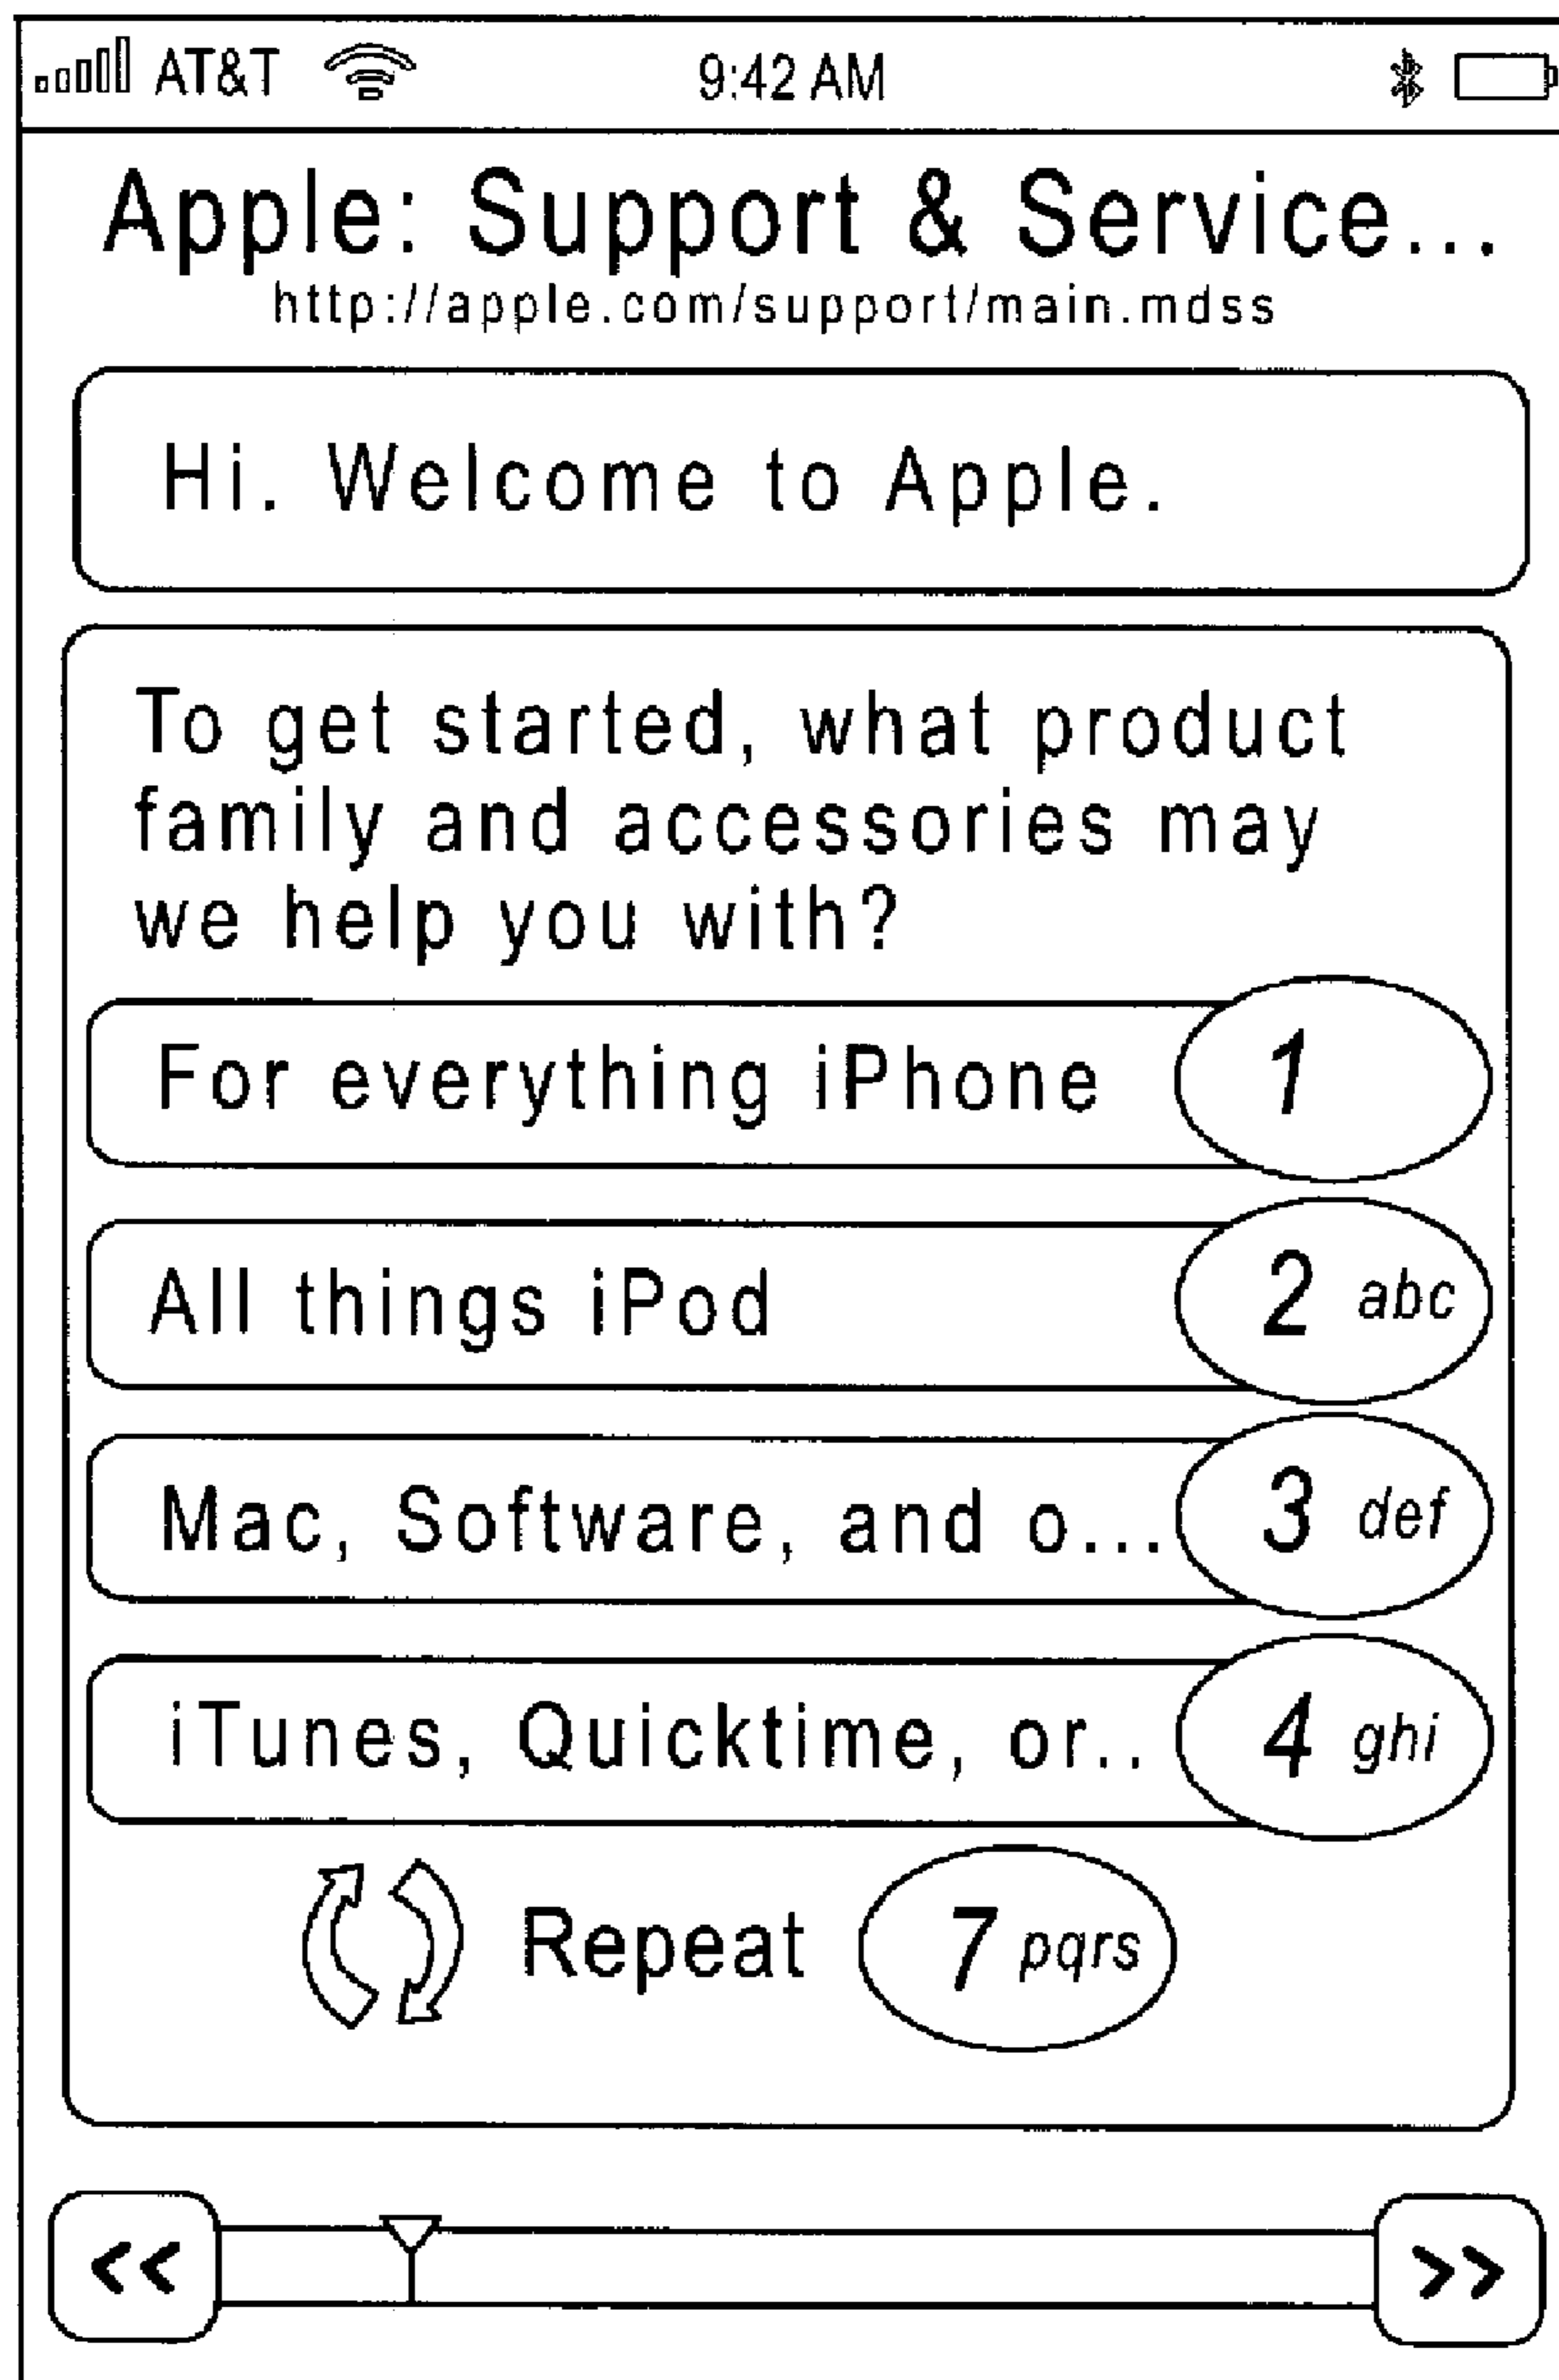 AT&T 9:42 AM
Apple: Support & Service...
http://apple.com/support/main.mdss
Hi. Welcome to Apple.
To get started, what product
family and accessories may
we help you with?
For everything iPhone 1
All things iPod 2 abc
Mac, Software, and o... 3 def
iTunes, Quicktime, or.. 4 ghi
Repeat 7 pqrs
<< >>